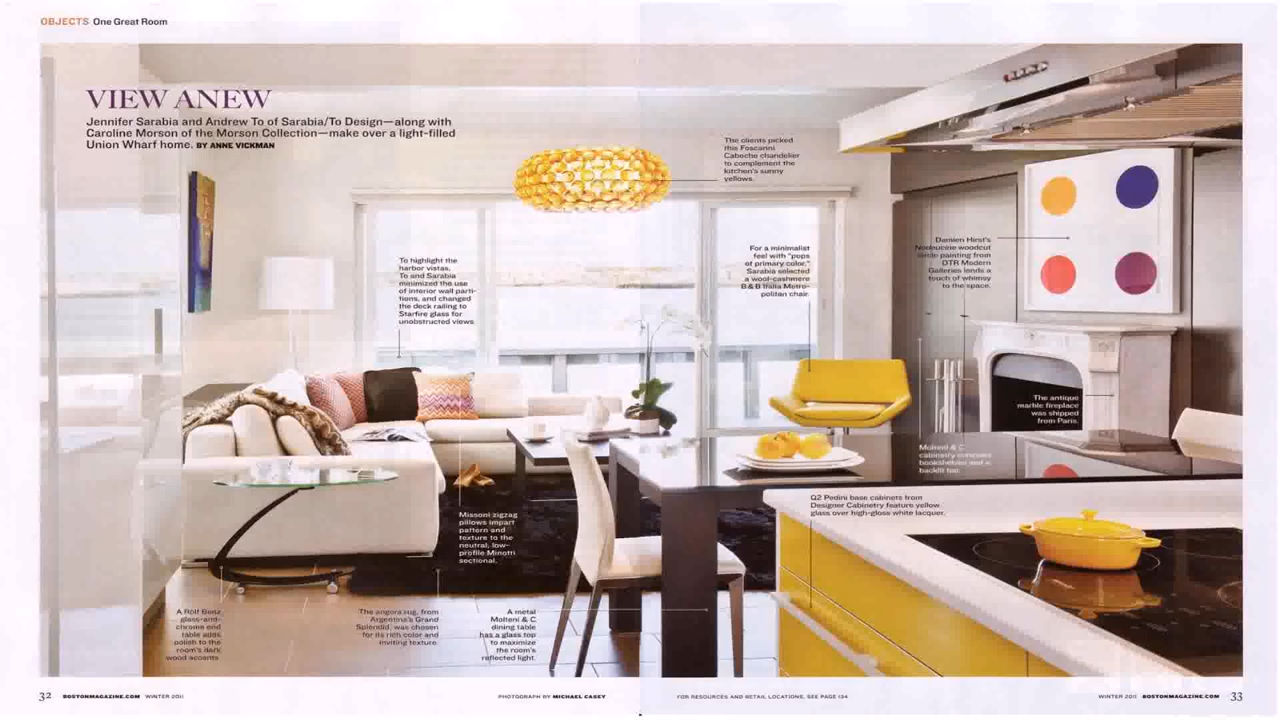 OBJECTS One Great Room
VIEW ANEW
Jennifer Sarabia and Andrew To of Sarabia/To Design—along with
Caroline Morson of the Morson Collection—make over a light-filled
Union Wharf home. BY ANNE VICKMAN
The clients picked
this Foscarini
Caboche chandelier
to complement the
kitchen's sunny
yellows.
To highlight the
harbor vistas,
To and Sarabia
minimized the use
of interior wall parti-
tions, and changed
the deck railing to
Starfire glass for
unobstructed views.
For a minimalist
feel with "pops
of primary color,"
Sarabia selected
a wool-cashmere
B & B Italia Metro-
politan chair.
Damien Hirst's
woodcut
circle painting from
DTR Modern
Galleries lends a
touch of whimsy
to the space.
The antique
marble fireplace
was shipped
from Paris.
Molteni & C
cabinetry
bookshelves and a
too.
Q2 Pedini base cabinets from
Designer Cabinetry feature yellow
glass over high-gloss white lacquer.
Missoni zigzag
pillows impart
pattern and
texture to the
neutral, low-
profile Minotti
sectional.
A Rolf Benz
glass-and-
chrome end
table adds
polish to the
room's dark
wood accents.
The angora rug, from
Argentina's Grand
Splendid, was chosen
for its rich color and
inviting texture.
A metal
Molteni & C
dining table
has a glass top
to maximize
the room's
reflected light.
32 BOSTONMAGAZINE.COM WINTER 2011
PHOTOGRAPH BY MICHAEL CASEY
FOR RESOURCES AND RETAIL LOCATIONS, SEE PAGE 134
WINTER 2011 BOSTONMAGAZINE.COM 33